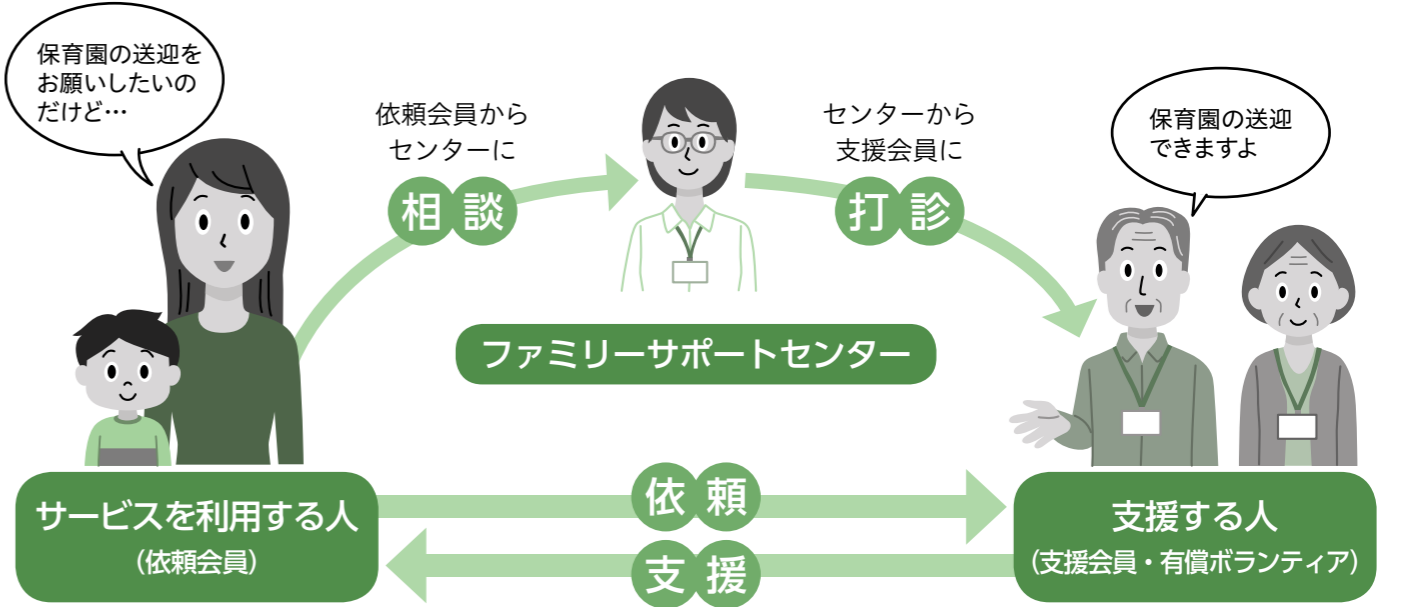 保育園の送迎を
お願いしたいの
だけど…
依頼会員から
センターに
相談
センターから
支援会員に
打診
保育園の送迎
できますよ
ファミリーサポートセンター
サービスを利用する人
（依頼会員）
依頼
支援
支援する人
（支援会員・有償ボランティア）